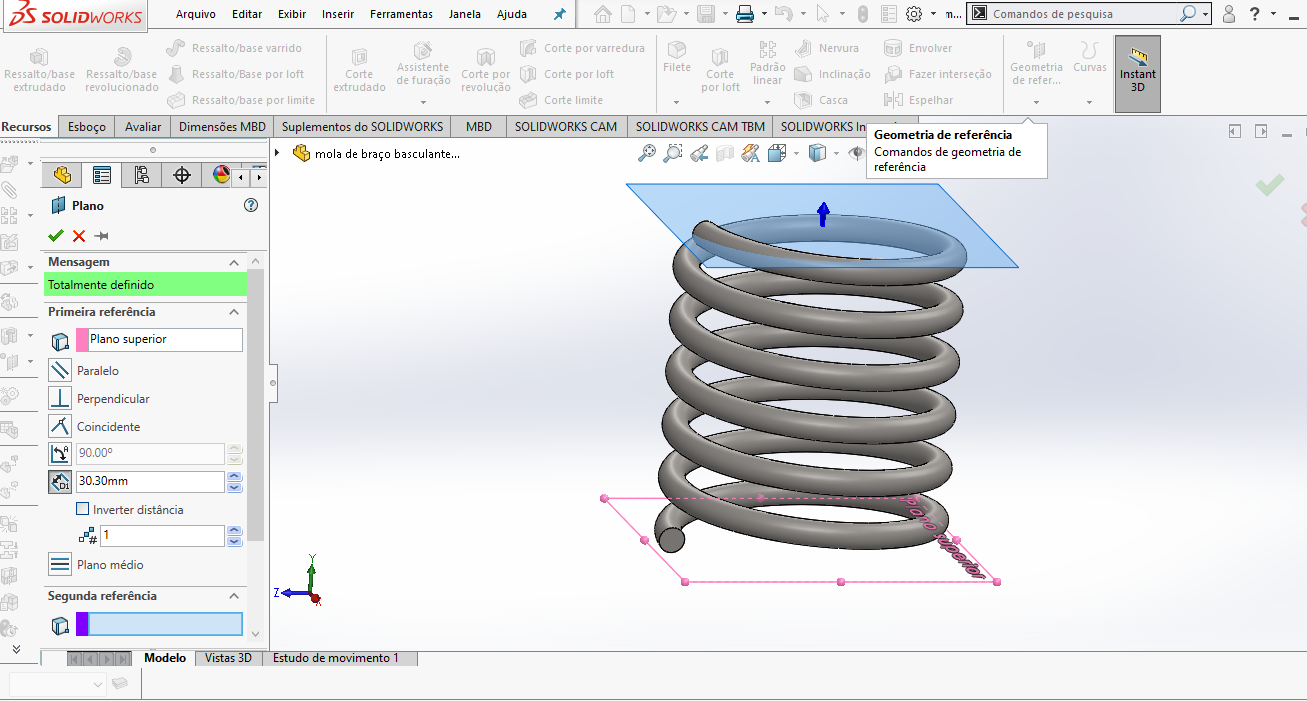 SOLIDWORKS
Arquivo Editar Exibir Inserir Ferramentas Janela Ajuda
m...
Comandos de pesquisa
?
Ressalto/base
extrudado
Ressalto/base
revolucionado
Ressalto/base varrido
Ressalto/Base por loft
Ressalto/base por limite
Corte
extrudado
Assistente
de furação
Corte por
revolução
Corte por varredura
Corte por loft
Corte limite
Filete
Corte
por loft
Padrão
linear
Nervura
Inclinação
Casca
Envolver
Fazer interseção
Espelhar
Geometria
de refer...
Curvas
Instant
3D
Recursos Esboço Avaliar Dimensões MBD Suplementos do SOLIDWORKS MBD SOLIDWORKS CAM SOLIDWORKS CAM TBM SOLIDWORKS In
Geometria de referência
Comandos de geometria de
referência
mola de braço basculante...
Plano
?
Mensagem
Totalmente definido
Primeira referência
Plano superior
Paralelo
Perpendicular
Coincidente
90.00º
D1
30.30mm
Inverter distância
#
1
Plano médio
Segunda referência
Plano superior
Y
Z
X
Modelo Vistas 3D Estudo de movimento 1